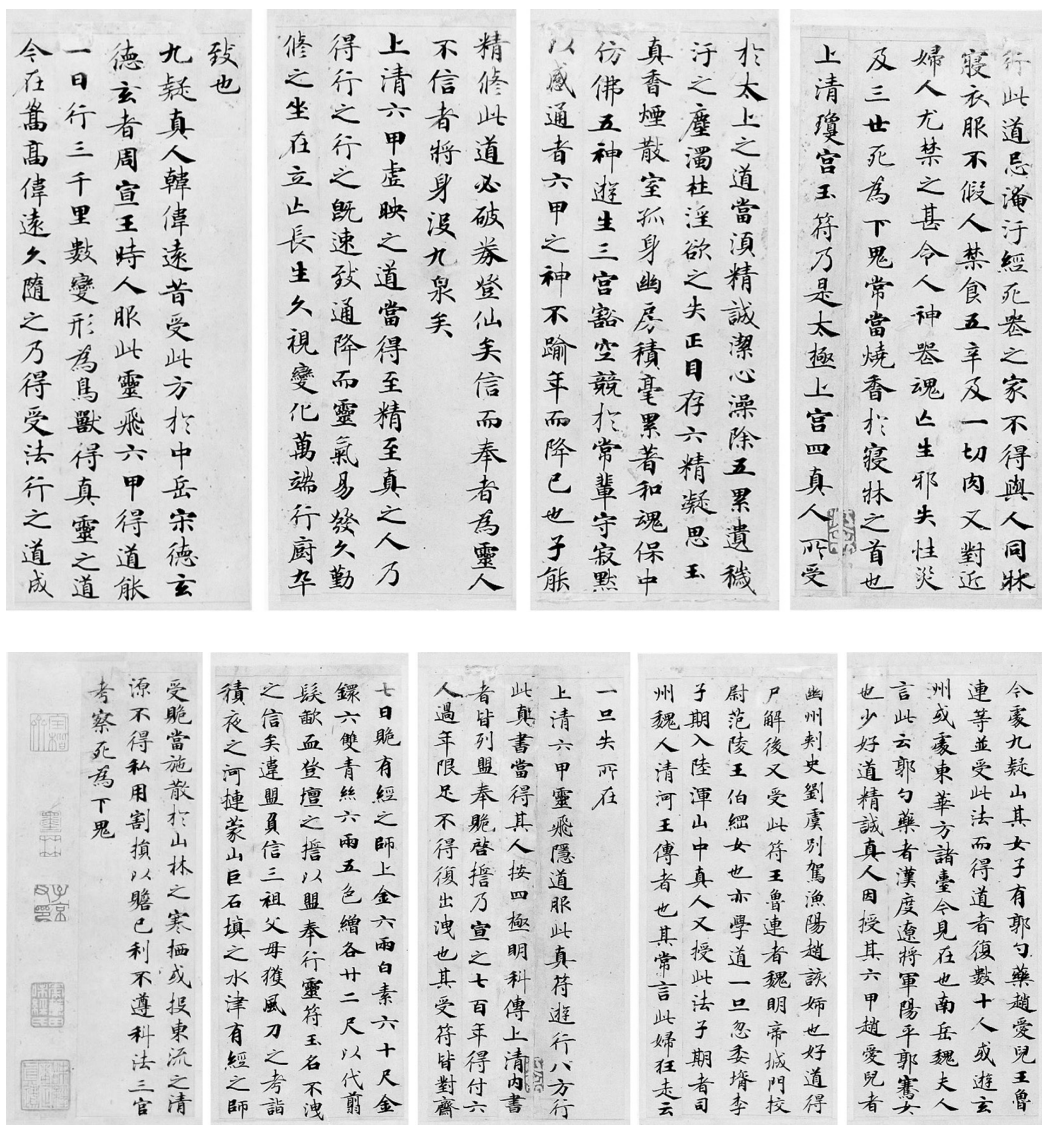 行此道忌淹汙經死喪之家不得與人同牀
寢衣服不假人禁食五辛及一切肉又對近
婦人尤禁之甚令人神喪魂亡生邪失性災
及三世死為下鬼常當燒香於寢牀之首也
上清瓊宮玉符乃是太極上宮四真人所受
於太上之道當須精誠潔心澡除五累遺穢
汙之塵濁杜淫欲之失正目存六精凝思玉
真香煙散室孤身幽房積毫累著和魂保中
仿佛五神遊生三宮豁空競於常輩守寂默
以感通者六甲之神不踰年而降已也子能
精修此道必破券登仙矣信而奉者為靈人
不信者將身沒九泉矣
上清六甲虛映之道當得至精至真之人乃
得行之行之既速致通降而靈氣易發久勤
修之坐在立亡長生久視變化萬端行廚卒
致也
九疑真人韓偉遠昔受此方於中岳宋德玄
德玄者周宣王時人服此靈飛六甲得道能
一日行三千里數變形為鳥獸得真靈之道
今在嵩高偉遠久隨之乃得受法行之道成
今處九疑山其女子有郭勺藥趙愛兒王魯
連等並受此法而得道者復數十人或遊玄
州或處東華方諸臺今見在也南岳魏夫人
言此云郭勺藥者漢度遼將軍陽平郭騫女
也少好道精誠真人因授其六甲趙愛兒者
幽州刺史劉虞別駕漁陽趙該姊也好道得
尸解後又受此符王魯連者魏明帝城門校
尉范陵王伯綱女也亦學道一旦忽委壻李
子期入陸渾山中真人又授此法子期者司
州魏人清河王傳者也其常言此婦狂走云
一旦失所在
上清六甲靈飛隱道服此真符遊行八方行
此真書當得其人按四極明科傳上清內書
者皆列盟奉贶啓誓乃宣之七百年得付六
人過年限足不得復出洩也其受符皆對齋
七日贶有經之師上金六兩白素六十尺金
鐶六雙青絲六兩五色繒各廿二尺以代翦
髮歃血登壇之誓以盟奉行靈符玉名不洩
之信矣違盟負信三祖父母獲風刀之考詣
積夜之河摙蒙山巨石填之水津有經之師
受贶當施散於山林之寒栖或投東流之清
源不得私用割損以贍己利不遵科法三官
考察死為下鬼